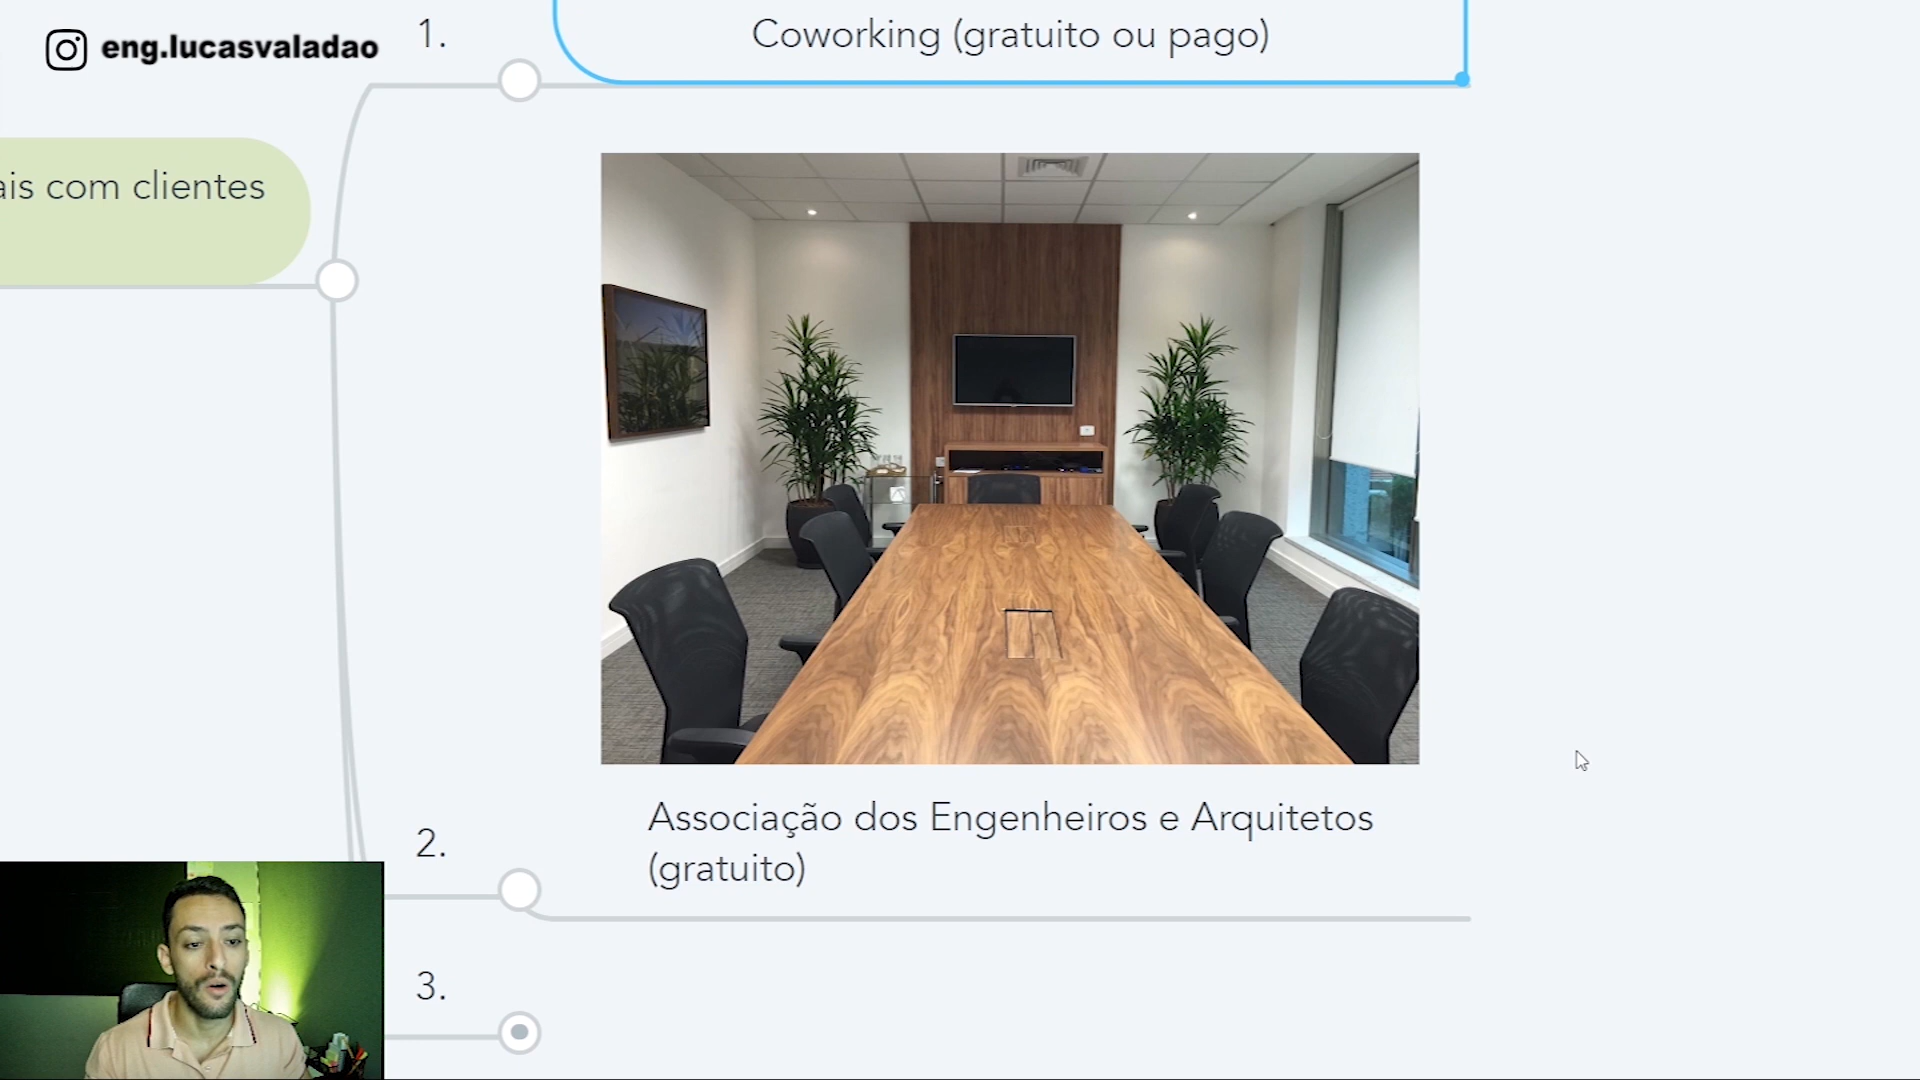 eng.lucasvaladao
1.
Coworking (gratuito ou pago)
ais com clientes
2.
Associação dos Engenheiros e Arquitetos
(gratuito)
3.